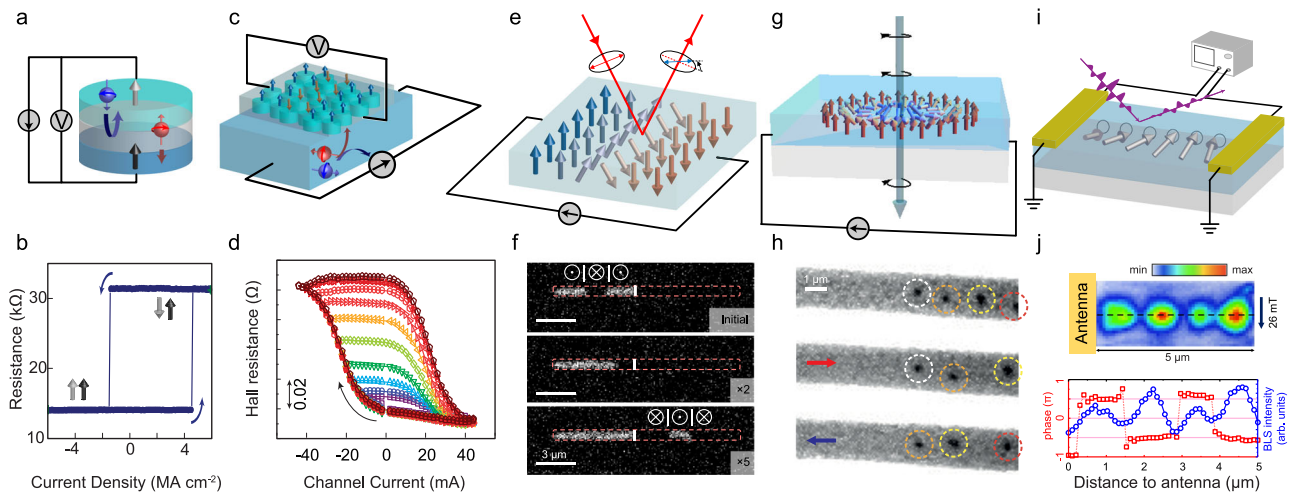 a
c
e
g
i
V
V
b
Resistance (kΩ)
30
20
10
-4
-2
0
2
4
Current Density (MA cm⁻²)
d
Hall resistance (Ω)
0.02
-40
-20
0
20
40
Channel Current (mA)
f
⊙|⊗|⊙
Initial
×2
⊗|⊙|⊗
3 µm
×5
h
1 µm
j
min
max
Antenna
26 mT
5 µm
phase (π)
1
0
-1
BLS intensity
(arb. units)
0
1
2
3
4
5
Distance to antenna (µm)